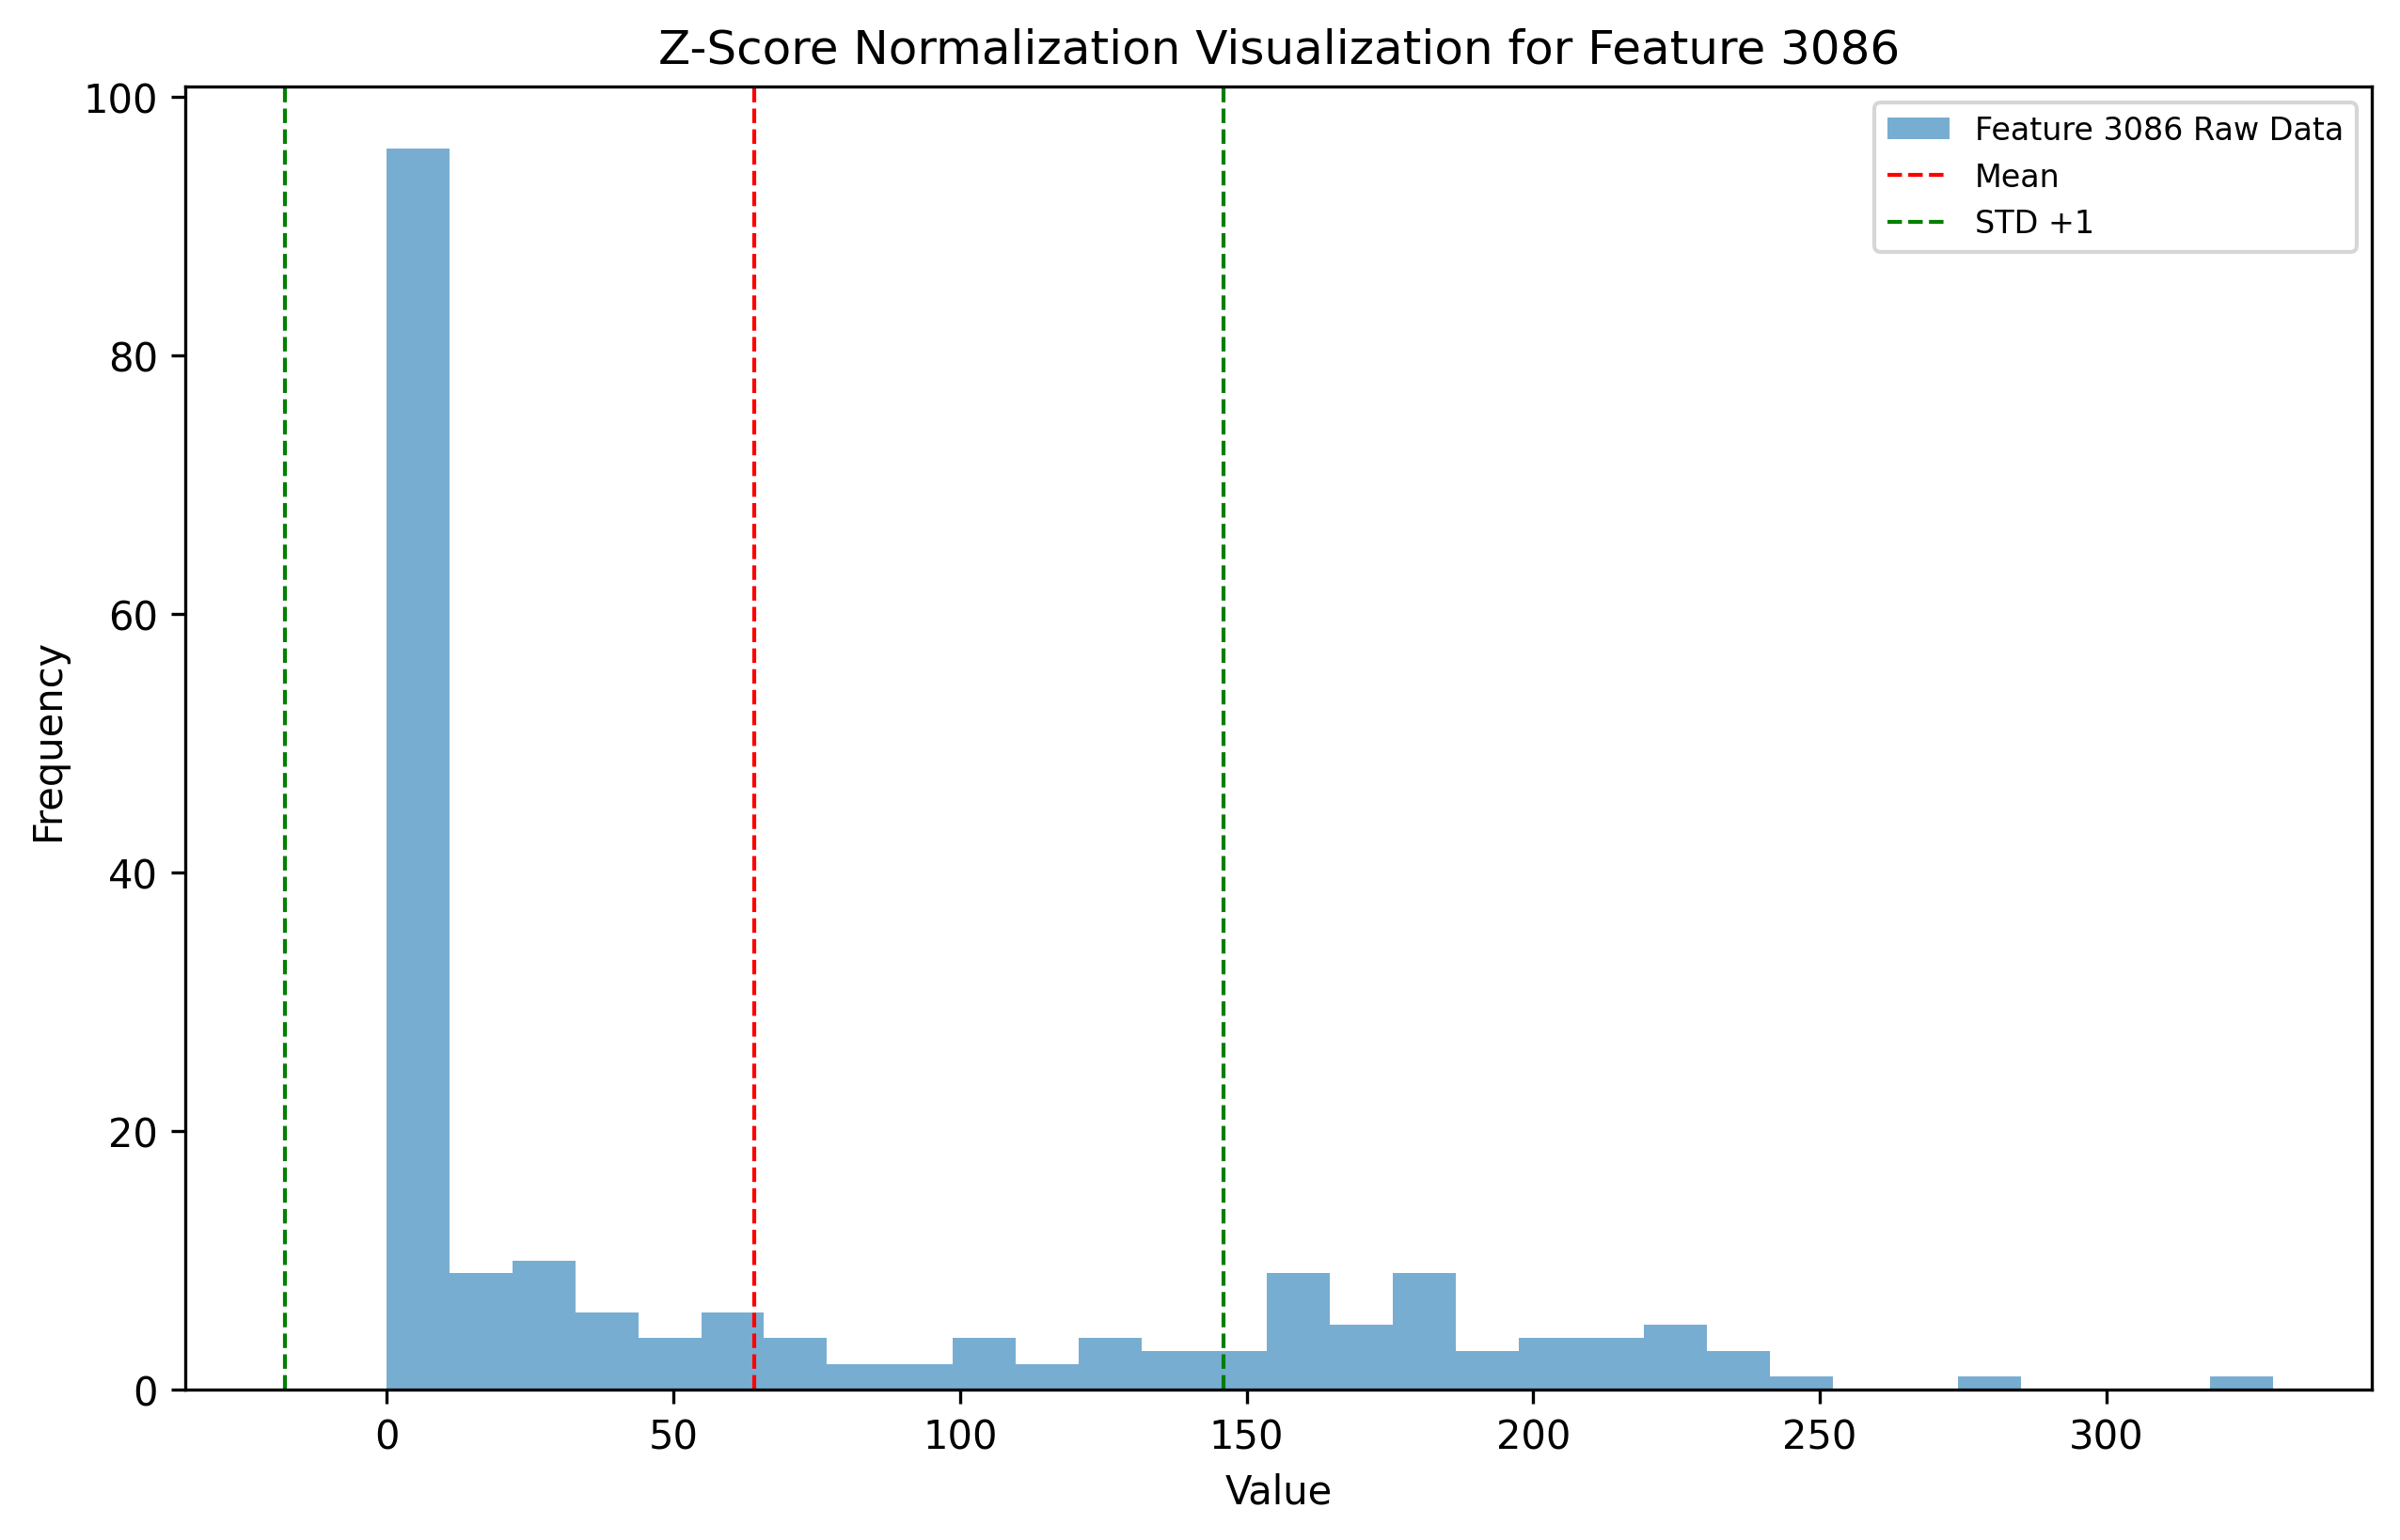 Z-Score Normalization Visualization for Feature 3086
Feature 3086 Raw Data
Mean
STD +1
100
80
60
40
20
0
Frequency
0 50 100 150 200 250 300
Value